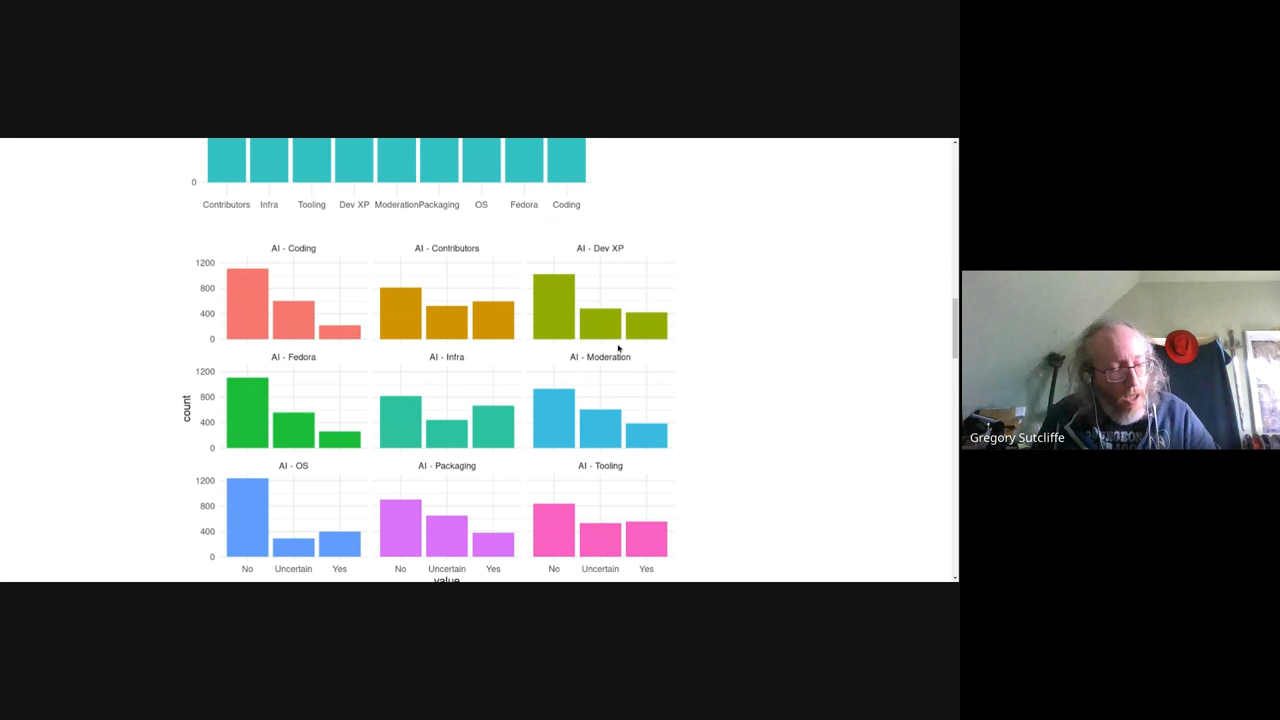 0
Contributors Infra Tooling Dev XP Moderation Packaging OS Fedora Coding
AI - Coding AI - Contributors AI - Dev XP
1200
800
400
0
AI - Fedora AI - Infra AI - Moderation
1200
800
400
0
count
AI - OS AI - Packaging AI - Tooling
1200
800
400
0
No Uncertain Yes No Uncertain Yes No Uncertain Yes
value
Gregory Sutcliffe